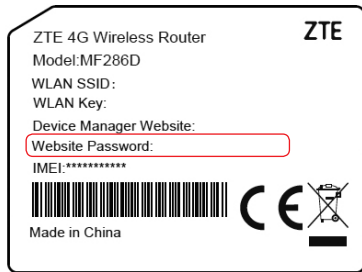 ZTE 4G Wireless Router
ZTE
Model:MF286D
WLAN SSID：
WLAN Key:
Device Manager Website:
Website Password:
IMEI:***********
CE
Made in China